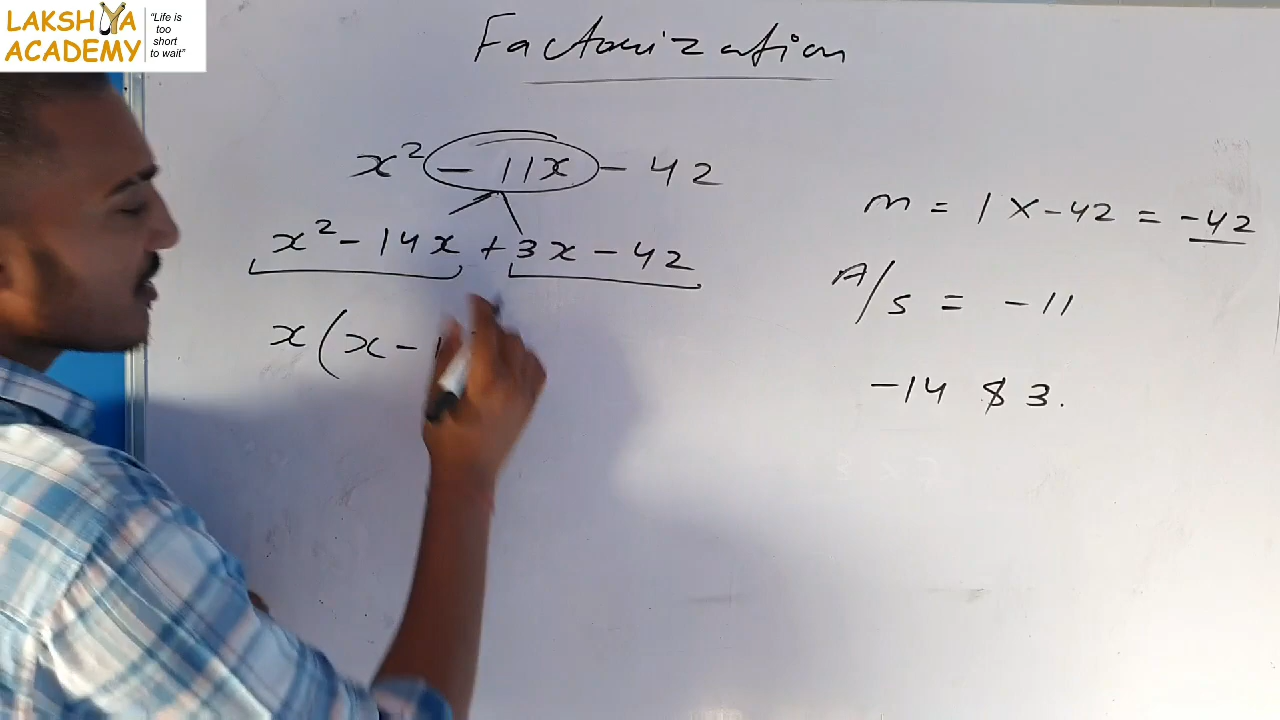 LAKSHYA
ACADEMY
"Life is
too
short
to wait"
Factorization
x² - 11x - 42
x² - 14x + 3x - 42
x(x - 1
m = 1 × -42 = -42
A/S = -11
-14 & 3.